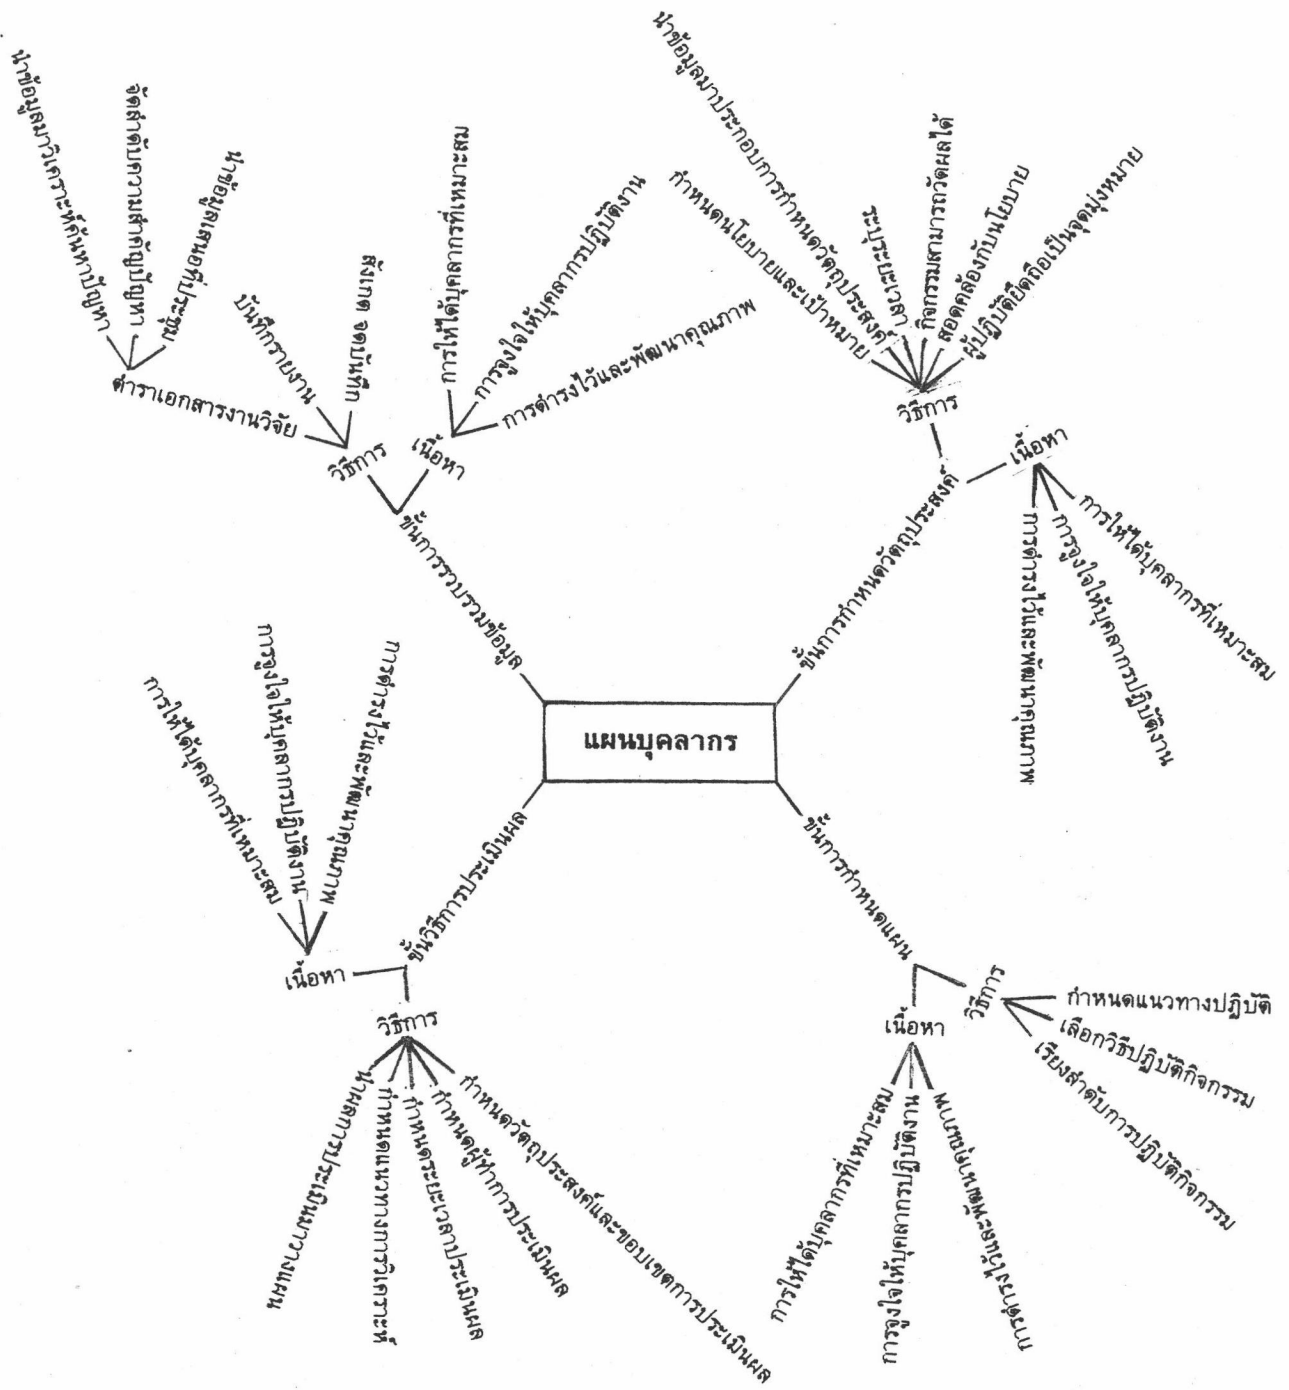 แผนบุคลากร
ขั้นการรวบรวมข้อมูล
วิธีการ
ตำราเอกสารงานวิจัย
นำข้อมูลมาวิเคราะห์ค้นหาปัญหา
จัดลำดับความสำคัญปัญหา
นำข้อมูลเสนอที่ประชุม
บันทึกรายงาน
สังเกต จดบันทึก
เนื้อหา
การให้ได้บุคลากรที่เหมาะสม
การจูงใจให้บุคลากรปฏิบัติงาน
การดำรงไว้และพัฒนาคุณภาพ
ขั้นการกำหนดวัตถุประสงค์
วิธีการ
กำหนดนโยบายและเป้าหมาย
นำข้อมูลมาประกอบการกำหนดวัตถุประสงค์
ระบุระยะเวลา
กิจกรรมสามารถวัดผลได้
สอดคล้องกับนโยบาย
ผู้ปฏิบัติยึดถือเป็นจุดมุ่งหมาย
เนื้อหา
การให้ได้บุคลากรที่เหมาะสม
การจูงใจให้บุคลากรปฏิบัติงาน
การดำรงไว้และพัฒนาคุณภาพ
ขั้นการกำหนดแผน
วิธีการ
กำหนดแนวทางปฏิบัติ
เลือกวิธีปฏิบัติกิจกรรม
เรียงลำดับการปฏิบัติกิจกรรม
เนื้อหา
การให้ได้บุคลากรที่เหมาะสม
การจูงใจให้บุคลากรปฏิบัติงาน
การดำรงไว้และพัฒนาคุณภาพ
ขั้นวิธีการประเมินผล
เนื้อหา
การให้ได้บุคลากรที่เหมาะสม
การจูงใจให้บุคลากรปฏิบัติงาน
การดำรงไว้และพัฒนาคุณภาพ
วิธีการ
นำผลการประเมินมาวางแผน
กำหนดแนวทางการวิเคราะห์
กำหนดระยะเวลาประเมินผล
กำหนดผู้ทำการประเมินผล
กำหนดวัตถุประสงค์และขอบเขตการประเมินผล